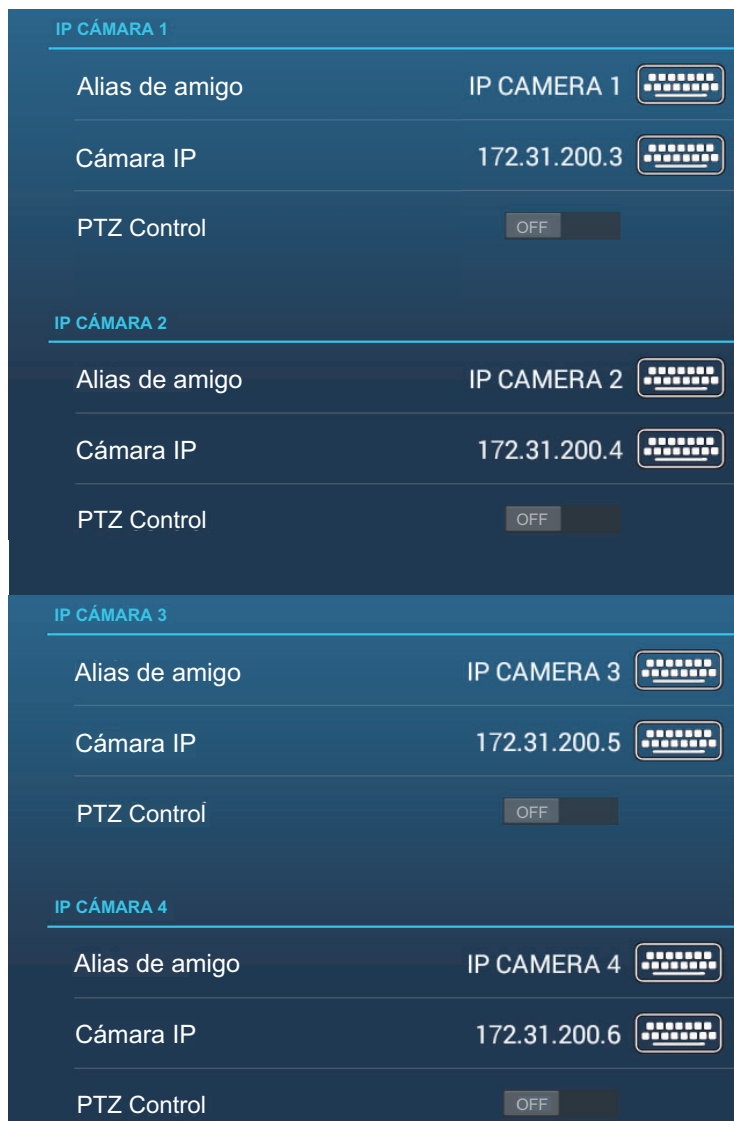 IP CÁMARA 1
Alias de amigo IP CAMERA 1
Cámara IP 172.31.200.3
PTZ Control OFF
IP CÁMARA 2
Alias de amigo IP CAMERA 2
Cámara IP 172.31.200.4
PTZ Control OFF
IP CÁMARA 3
Alias de amigo IP CAMERA 3
Cámara IP 172.31.200.5
PTZ Control OFF
IP CÁMARA 4
Alias de amigo IP CAMERA 4
Cámara IP 172.31.200.6
PTZ Control OFF